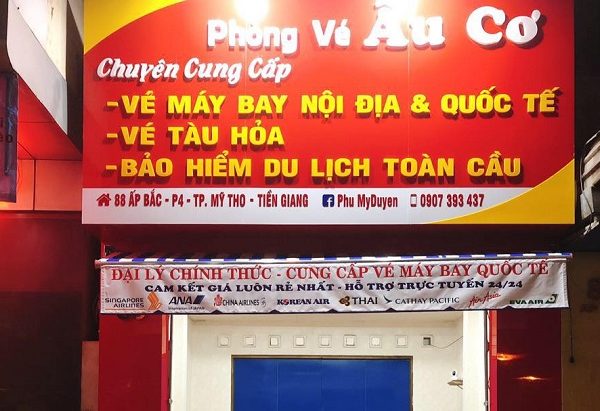 Phòng Vé Âu Cơ
Chuyên Cung Cấp
-VÉ MÁY BAY NỘI ĐỊA & QUỐC TẾ
-VÉ TÀU HỎA
-BẢO HIỂM DU LỊCH TOÀN CẦU
88 ẤP BẮC - P4 - TP. MỸ THO - TIỀN GIANG Phu MyDuyen 0907 393 437
ĐẠI LÝ CHÍNH THỨC - CUNG CẤP VÉ MÁY BAY QUỐC TẾ
CAM KẾT GIÁ LUÔN RẺ NHẤT - HỖ TRỢ TRỰC TUYẾN 24/24
SINGAPORE AIRLINES ANA CHINA AIRLINES KOREAN AIR THAI CATHAY PACIFIC AirAsia EVA AIR